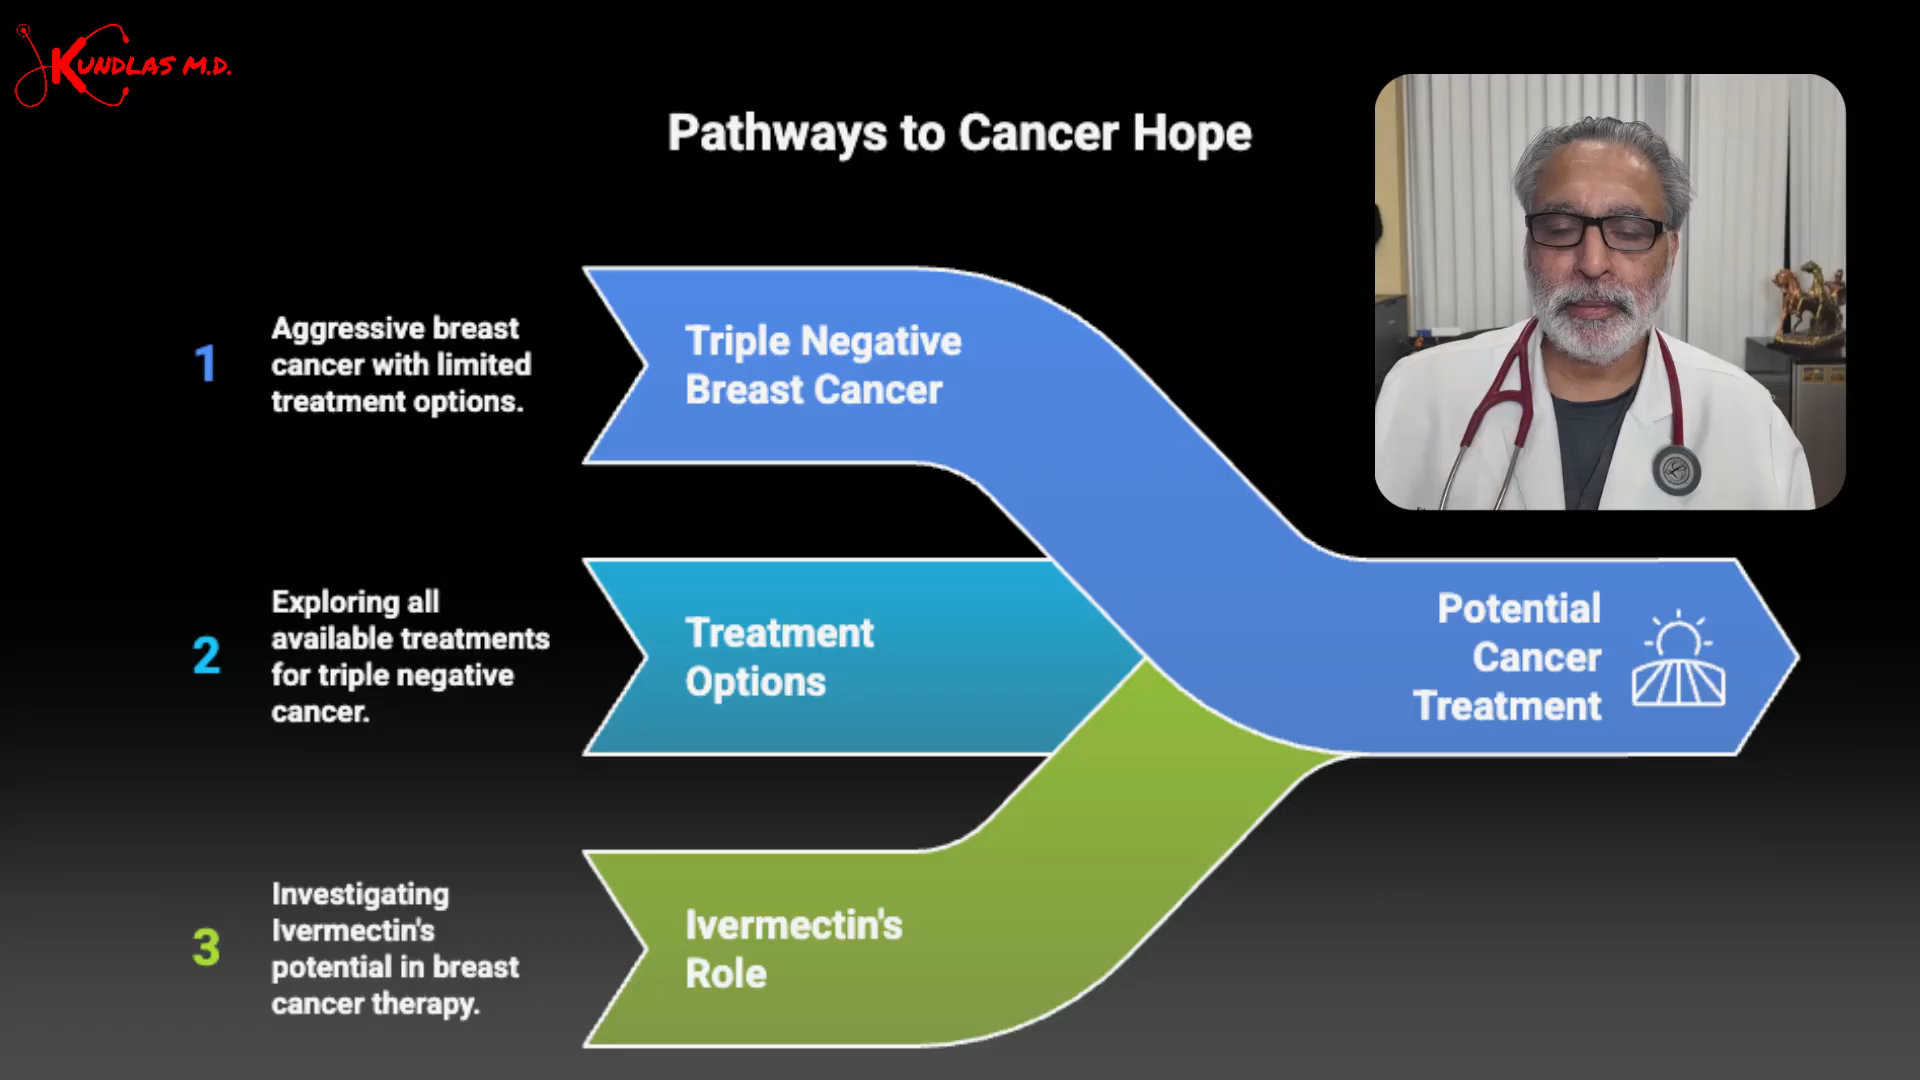 KUNDLAS M.D.
Pathways to Cancer Hope
1
Aggressive breast
cancer with limited
treatment options.
Triple Negative
Breast Cancer
2
Exploring all
available treatments
for triple negative
cancer.
Treatment
Options
Potential
Cancer
Treatment
3
Investigating
Ivermectin's
potential in breast
cancer therapy.
Ivermectin's
Role